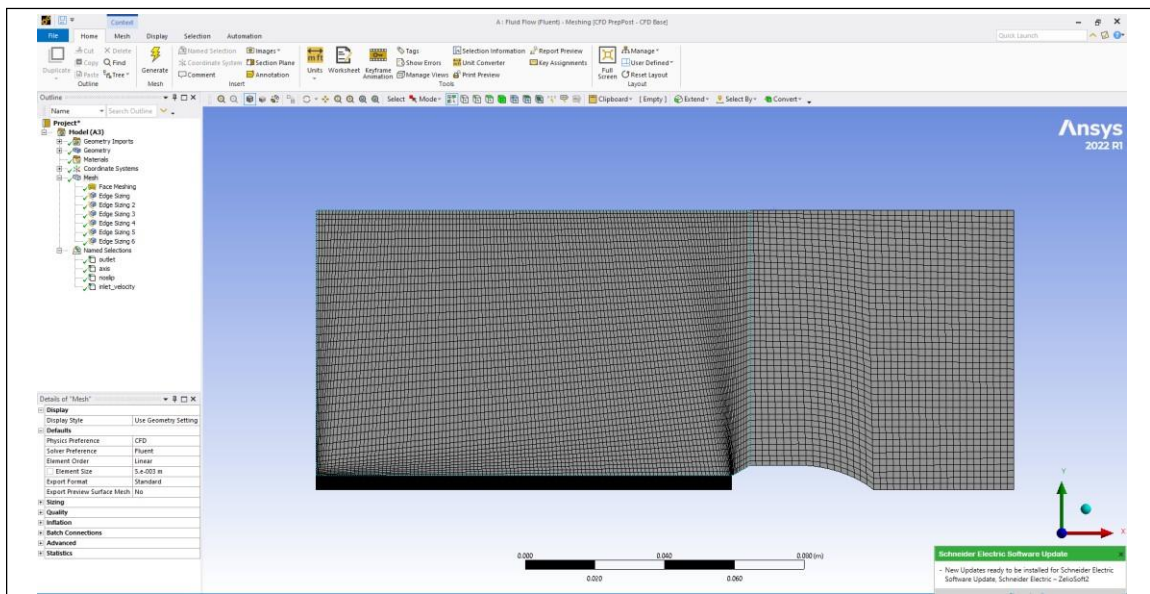 Context
A : Fluid Flow (Fluent) - Meshing [CFD PrepPost - CFD Base]
File Home Mesh Display Selection Automation
Quick Launch
Duplicate
Cut
Copy
Paste
Delete
Find
Tree
Outline
Generate
Mesh
Named Selection
Coordinate System
Comment
Images
Section Plane
Annotation
Insert
Units
Worksheet
Keyframe
Animation
Tags
Show Errors
Manage Views
Selection Information
Unit Converter
Print Preview
Report Preview
Key Assignments
Tools
Full
Screen
Manage
User Defined
Reset Layout
Layout
Outline
Name
Search Outline
Select Mode Clipboard [Empty] Extend Select By Convert
Project*
Model (A3)
Geometry Imports
Geometry
Materials
Coordinate Systems
Mesh
Face Meshing
Edge Sizing
Edge Sizing 2
Edge Sizing 3
Edge Sizing 4
Edge Sizing 5
Edge Sizing 6
Named Selections
outlet
axis
noslip
inlet_velocity
Ansys
2022 R1
Details of "Mesh"
Display
Display Style Use Geometry Setting
Defaults
Physics Preference CFD
Solver Preference Fluent
Element Order Linear
Element Size 5.e-003 m
Export Format Standard
Export Preview Surface Mesh No
Sizing
Quality
Inflation
Batch Connections
Advanced
Statistics
0.000 0.040 0.080 (m)
0.020 0.060
Y
X
Schneider Electric Software Update
- New Updates ready to be installed for Schneider Electric
Software Update, Schneider Electric – ZelioSoft2